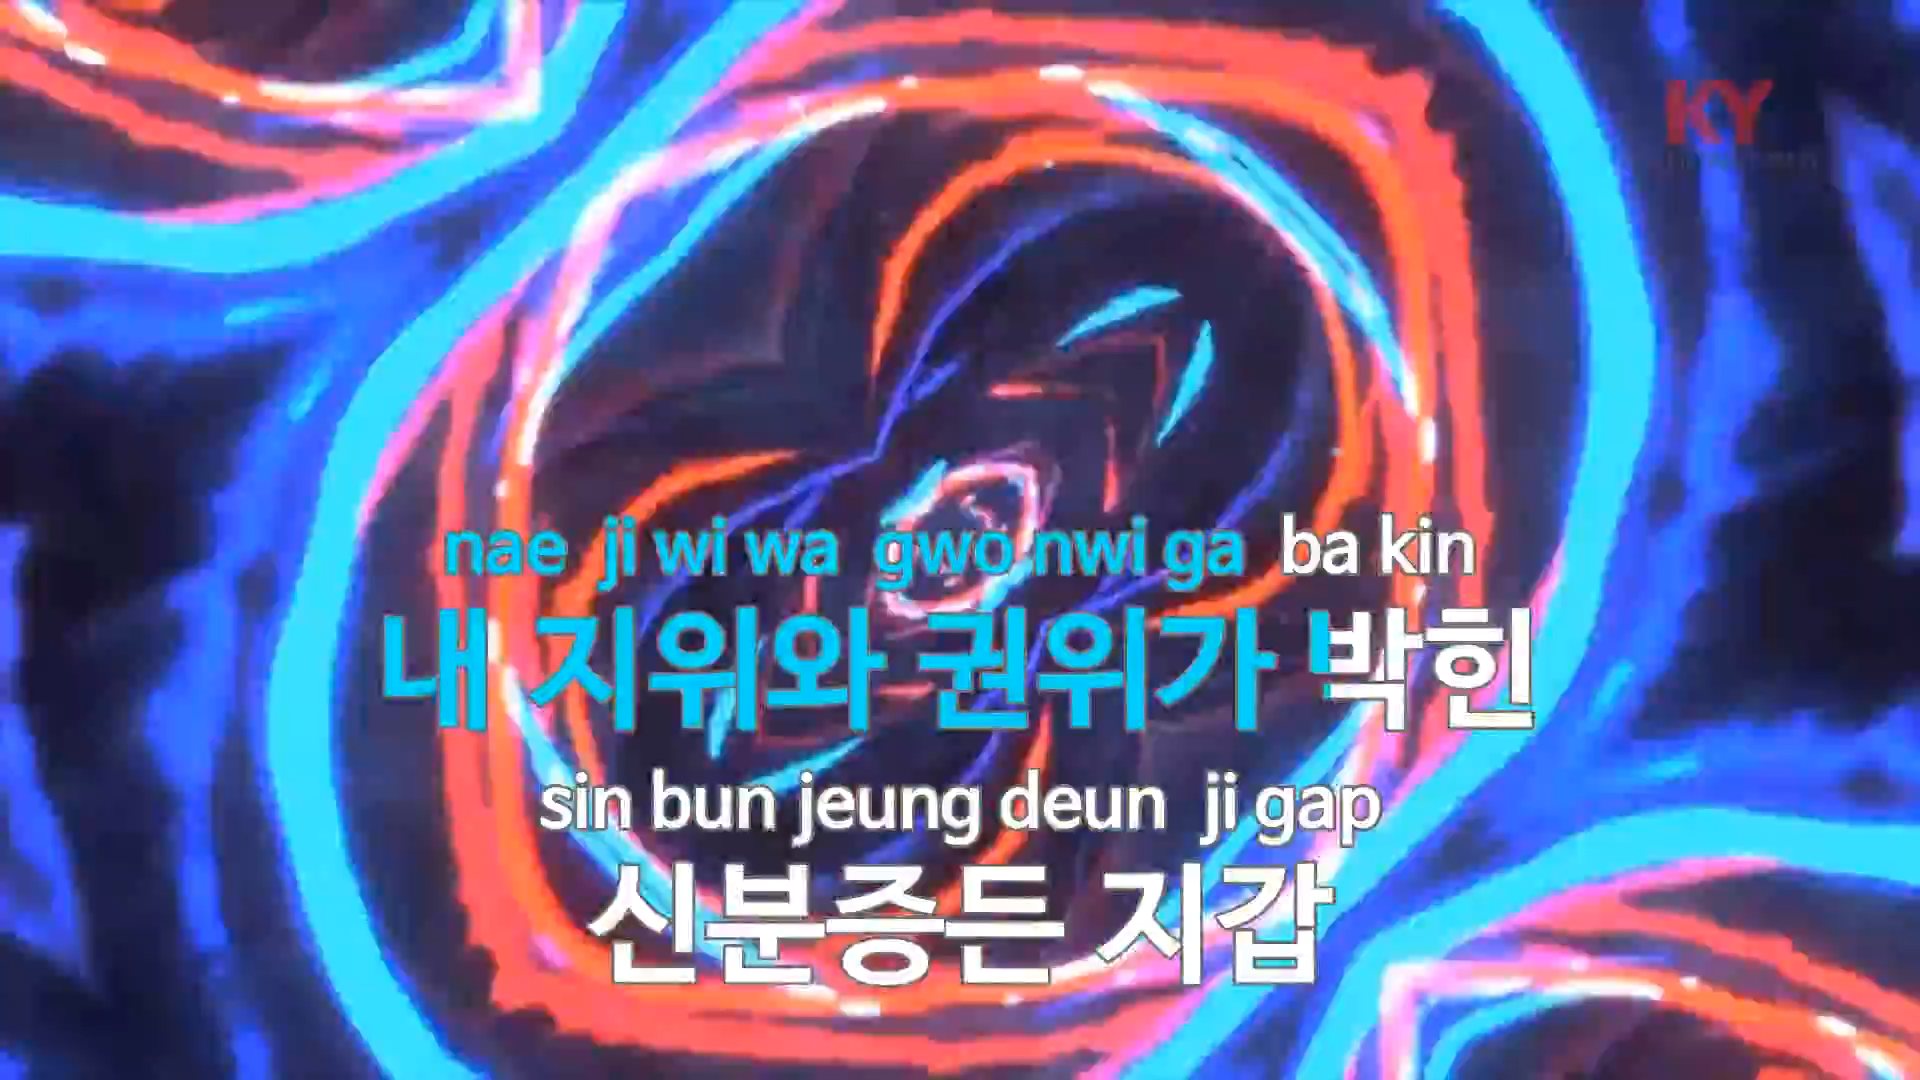 KY
nae ji wi wa gwo nwi ga ba kin
내 지위와 권위가 박힌
sin bun jeung deun ji gap
신분증든 지갑